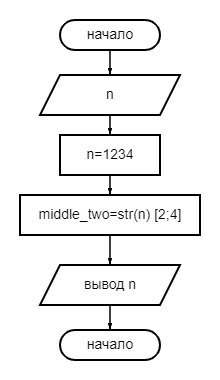 начало
n
n=1234
middle_two=str(n) [2;4]
вывод n
начало